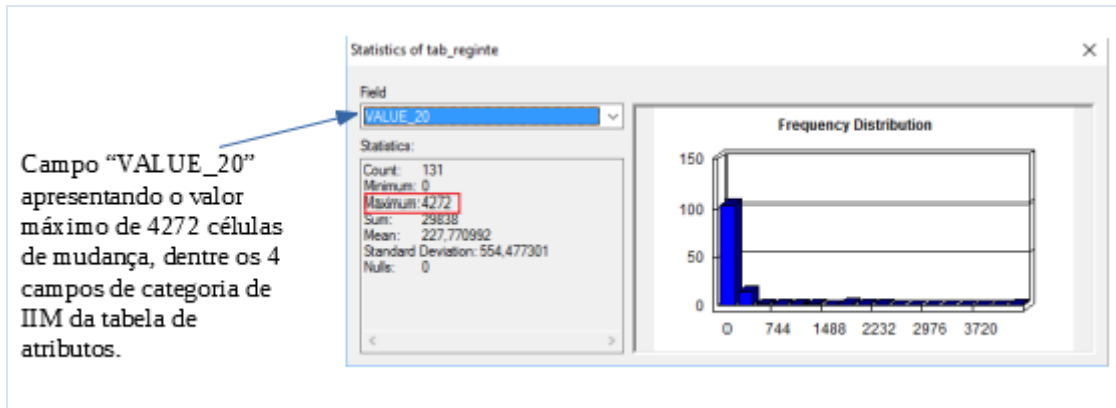 Statistics of tab_reginte
Field
VALUE_20
Statistics:
Count: 131
Minimum: 0
Maximum: 4272
Sum: 29838
Mean: 227,770992
Standard Deviation: 554,477301
Nulls: 0
Frequency Distribution
150
100
50
0
0 744 1488 2232 2976 3720
Campo “VALUE_20”
apresentando o valor
máximo de 4272 células
de mudança, dentre os 4
campos de categoria de
IIM da tabela de
atributos.